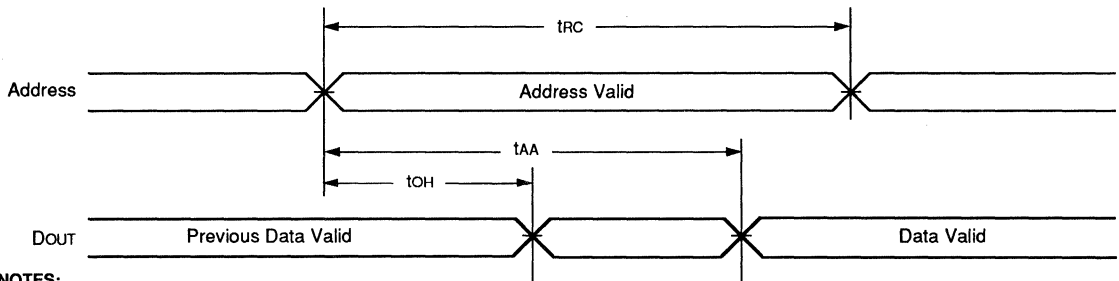 tRC
Address
Address Valid
tAA
tOH
DOUT
Previous Data Valid
Data Valid
NOTES: